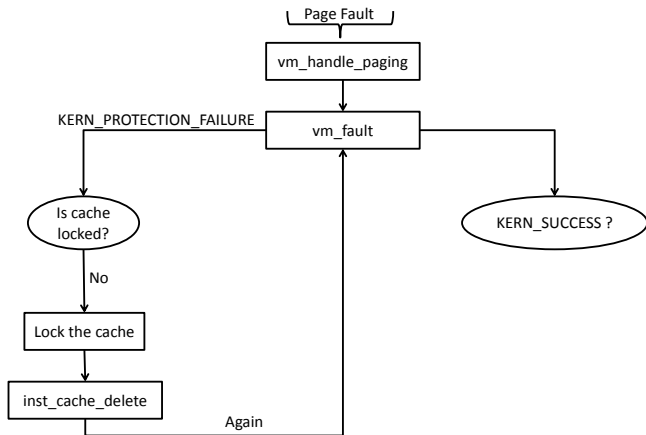 Page Fault
vm_handle_paging
KERN_PROTECTION_FAILURE
vm_fault
Is cache
locked?
KERN_SUCCESS ?
No
Lock the cache
inst_cache_delete
Again